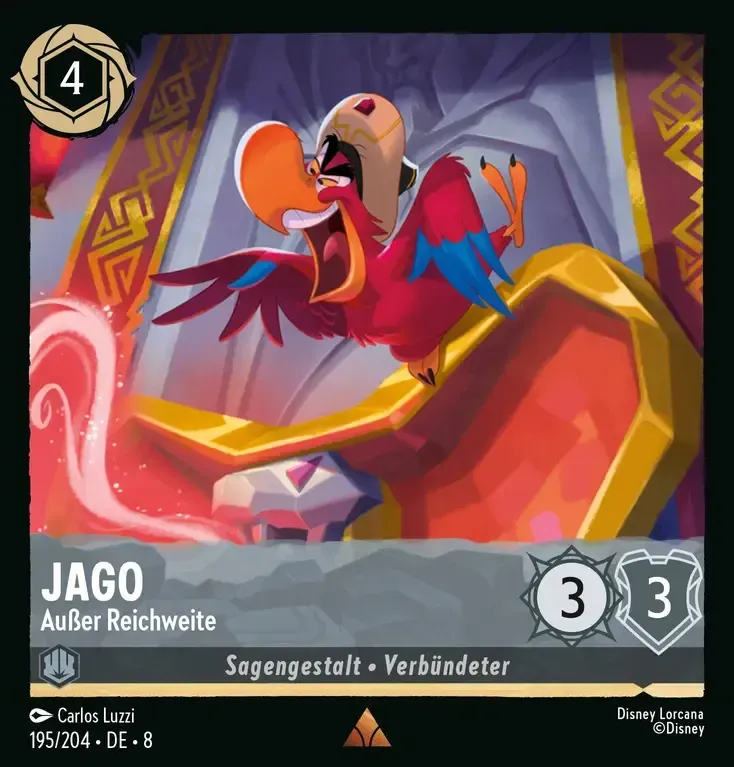 4
JAGO
Außer Reichweite
3
3
Sagengestalt • Verbündeter
Carlos Luzzi
195/204 • DE • 8
Disney Lorcana
©Disney